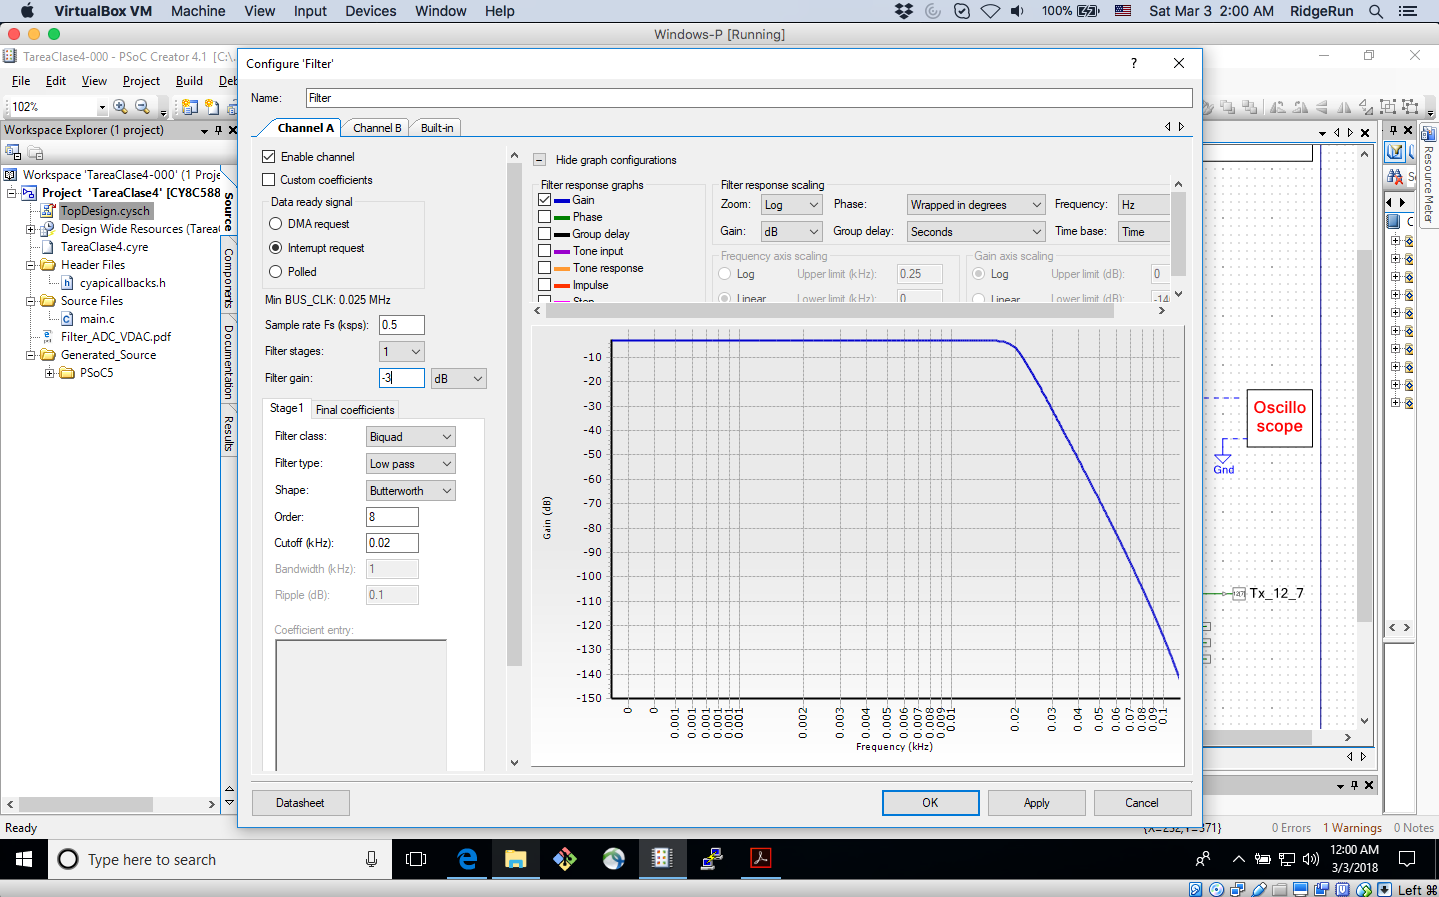 VirtualBox VM Machine View Input Devices Window Help 100% Sat Mar 3 2:00 AM RidgeRun
Windows-P [Running]
TareaClase4-000 - PSoC Creator 4.1 [C:\
File Edit View Project Build Deb
102%
Workspace Explorer (1 project)
Workspace 'TareaClase4-000' (1 Proje
Project 'TareaClase4' [CY8C588
TopDesign.cysch
Design Wide Resources (Tarea
TareaClase4.cyre
Header Files
cyapicallbacks.h
Source Files
main.c
Filter_ADC_VDAC.pdf
Generated_Source
PSoC5
Source
Components
Documentation
Results
Configure 'Filter'
Name: Filter
Channel A Channel B Built-in
Enable channel
Custom coefficients
Data ready signal
DMA request
Interrupt request
Polled
Min BUS_CLK: 0.025 MHz
Sample rate Fs (ksps): 0.5
Filter stages: 1
Filter gain: -3 dB
Stage1 Final coefficients
Filter class: Biquad
Filter type: Low pass
Shape: Butterworth
Order: 8
Cutoff (kHz): 0.02
Bandwidth (kHz): 1
Ripple (dB): 0.1
Coefficient entry:
Hide graph configurations
Filter response graphs
Gain
Phase
Group delay
Tone input
Tone response
Impulse
Step
Filter response scaling
Zoom: Log Phase: Wrapped in degrees Frequency: Hz
Gain: dB Group delay: Seconds Time base: Time
Frequency axis scaling
Log Upper limit (kHz): 0.25
Linear Lower limit (kHz): 0
Gain axis scaling
Log Upper limit (dB): 0
Linear Lower limit (dB): -14
Gain (dB)
-10
-20
-30
-40
-50
-60
-70
-80
-90
-100
-110
-120
-130
-140
-150
0 0 0.001 0.001 0.001 0.001 0.001 0.002 0.003 0.004 0.005 0.006 0.007 0.008 0.009 0.01 0.02 0.03 0.04 0.05 0.06 0.07 0.08 0.09 0.1
Frequency (kHz)
Datasheet OK Apply Cancel
Oscillo
scope
Gnd
Tx_12_7
Resource Meter
Ready
0 Errors 1 Warnings 0 Notes
Type here to search
12:00 AM
3/3/2018
Left ⌘